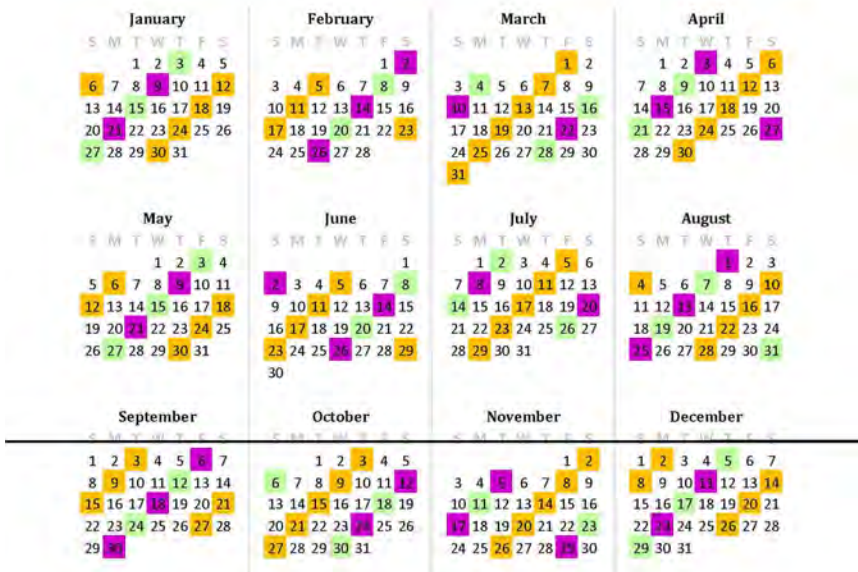 January
S M T W T F S
1 2 3 4 5
6 7 8 9 10 11 12
13 14 15 16 17 18 19
20 21 22 23 24 25 26
27 28 29 30 31
February
S M T W T F S
1 2
3 4 5 6 7 8 9
10 11 12 13 14 15 16
17 18 19 20 21 22 23
24 25 26 27 28
March
S M T W T F S
1 2
3 4 5 6 7 8 9
10 11 12 13 14 15 16
17 18 19 20 21 22 23
24 25 26 27 28 29 30
31
April
S M T W T F S
1 2 3 4 5 6
7 8 9 10 11 12 13
14 15 16 17 18 19 20
21 22 23 24 25 26 27
28 29 30
May
S M T W T F S
1 2 3 4
5 6 7 8 9 10 11
12 13 14 15 16 17 18
19 20 21 22 23 24 25
26 27 28 29 30 31
June
S M T W T F S
1
2 3 4 5 6 7 8
9 10 11 12 13 14 15
16 17 18 19 20 21 22
23 24 25 26 27 28 29
30
July
S M T W T F S
1 2 3 4 5 6
7 8 9 10 11 12 13
14 15 16 17 18 19 20
21 22 23 24 25 26 27
28 29 30 31
August
S M T W T F S
1 2 3
4 5 6 7 8 9 10
11 12 13 14 15 16 17
18 19 20 21 22 23 24
25 26 27 28 29 30 31
September
1 2 3 4 5 6 7
8 9 10 11 12 13 14
15 16 17 18 19 20 21
22 23 24 25 26 27 28
29 30
October
1 2 3 4 5
6 7 8 9 10 11 12
13 14 15 16 17 18 19
20 21 22 23 24 25 26
27 28 29 30 31
November
1 2
3 4 5 6 7 8 9
10 11 12 13 14 15 16
17 18 19 20 21 22 23
24 25 26 27 28 29 30
December
1 2 3 4 5 6 7
8 9 10 11 12 13 14
15 16 17 18 19 20 21
22 23 24 25 26 27 28
29 30 31